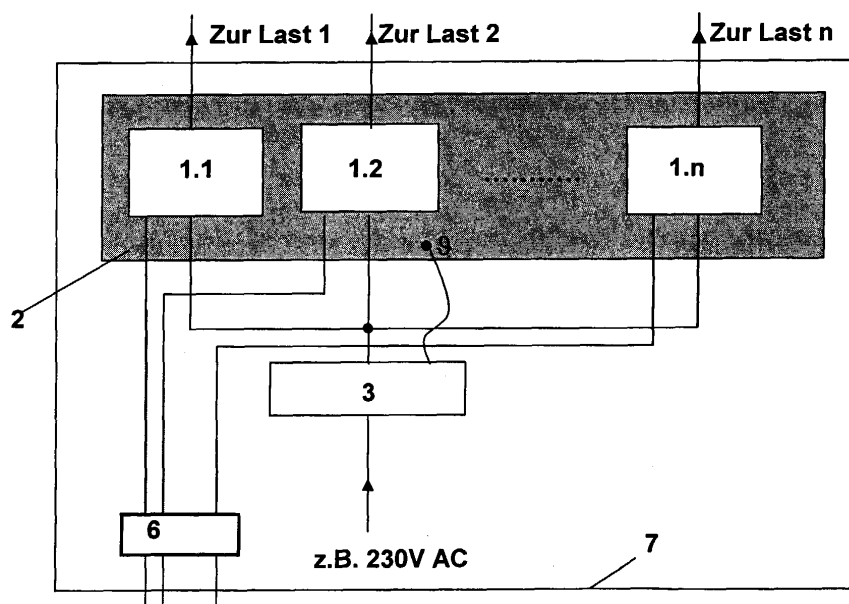 Zur Last 1
Zur Last 2
Zur Last n
1.1
1.2
............
1.n
9
2
3
6
z.B. 230V AC
7